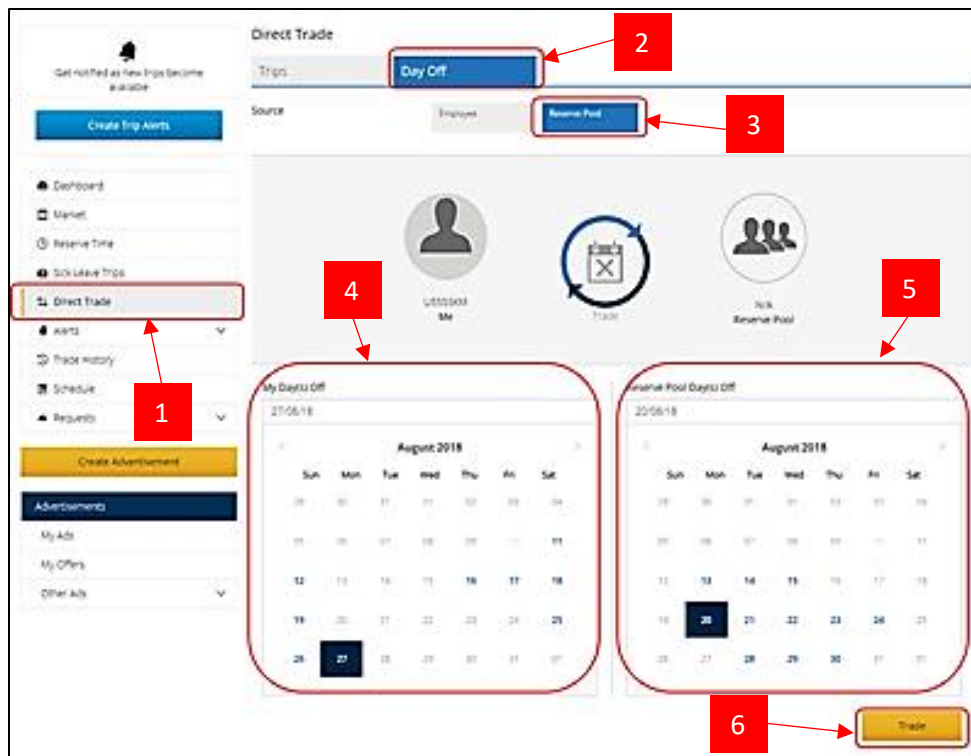 Direct Trade
2
Get notified as new trips become
available
Trips
Day Off
Create Trip Alerts
Source
Employee
Reserve Pool
3
Dashboard
Market
Reserve Time
Sick Leave Trips
Direct Trade
Alerts
Trade History
Schedule
Requests
1
Create Advertisement
Advertisements
My Ads
My Offers
Other Ads
4
5
Me
Trade
N/A
Reserve Pool
My Day(s) Off
27/08/18
August 2018
Sun Mon Tue Wed Thu Fri Sat
11
12 16 17 18
19 25
26 27
Reserve Pool Day(s) Off
20/08/18
August 2018
Sun Mon Tue Wed Thu Fri Sat
13 14 15
20 21 22 23 24
28 29 30
6
Trade